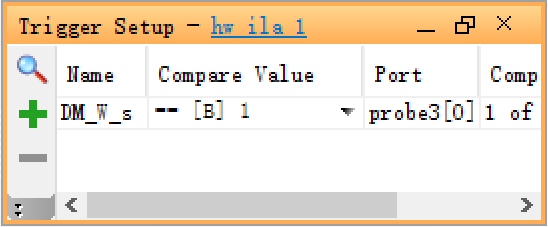 Trigger Setup - hw_ila_1
Name Compare Value Port Comp
DM_W_s == [B] 1 probe3[0] 1 of